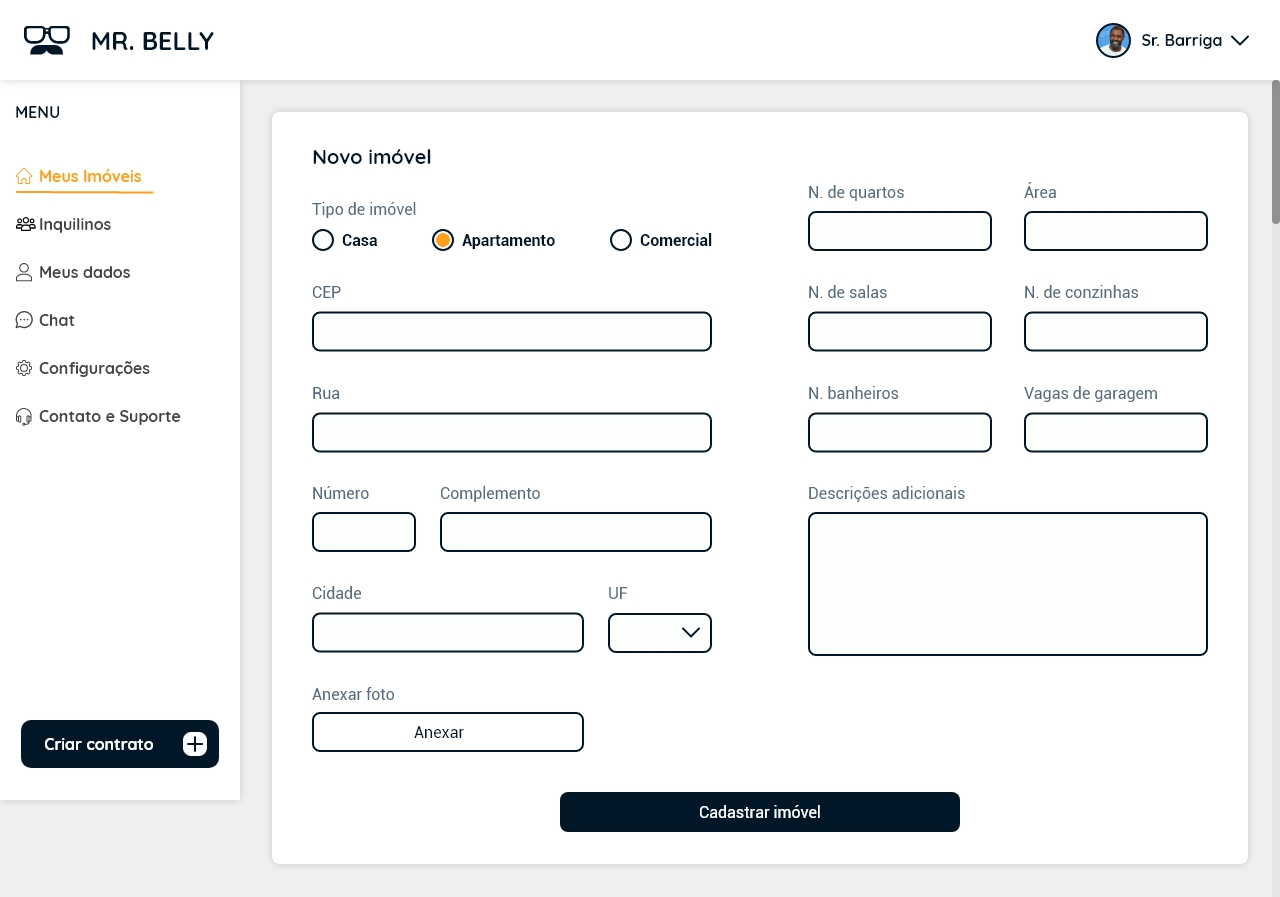 MR. BELLY
Sr. Barriga
MENU
Meus Imóveis
Inquilinos
Meus dados
Chat
Configurações
Contato e Suporte
Criar contrato
Novo imóvel
Tipo de imóvel
Casa
Apartamento
Comercial
CEP
Rua
Número
Complemento
Cidade
UF
Anexar foto
Anexar
N. de quartos
Área
N. de salas
N. de conzinhas
N. banheiros
Vagas de garagem
Descrições adicionais
Cadastrar imóvel